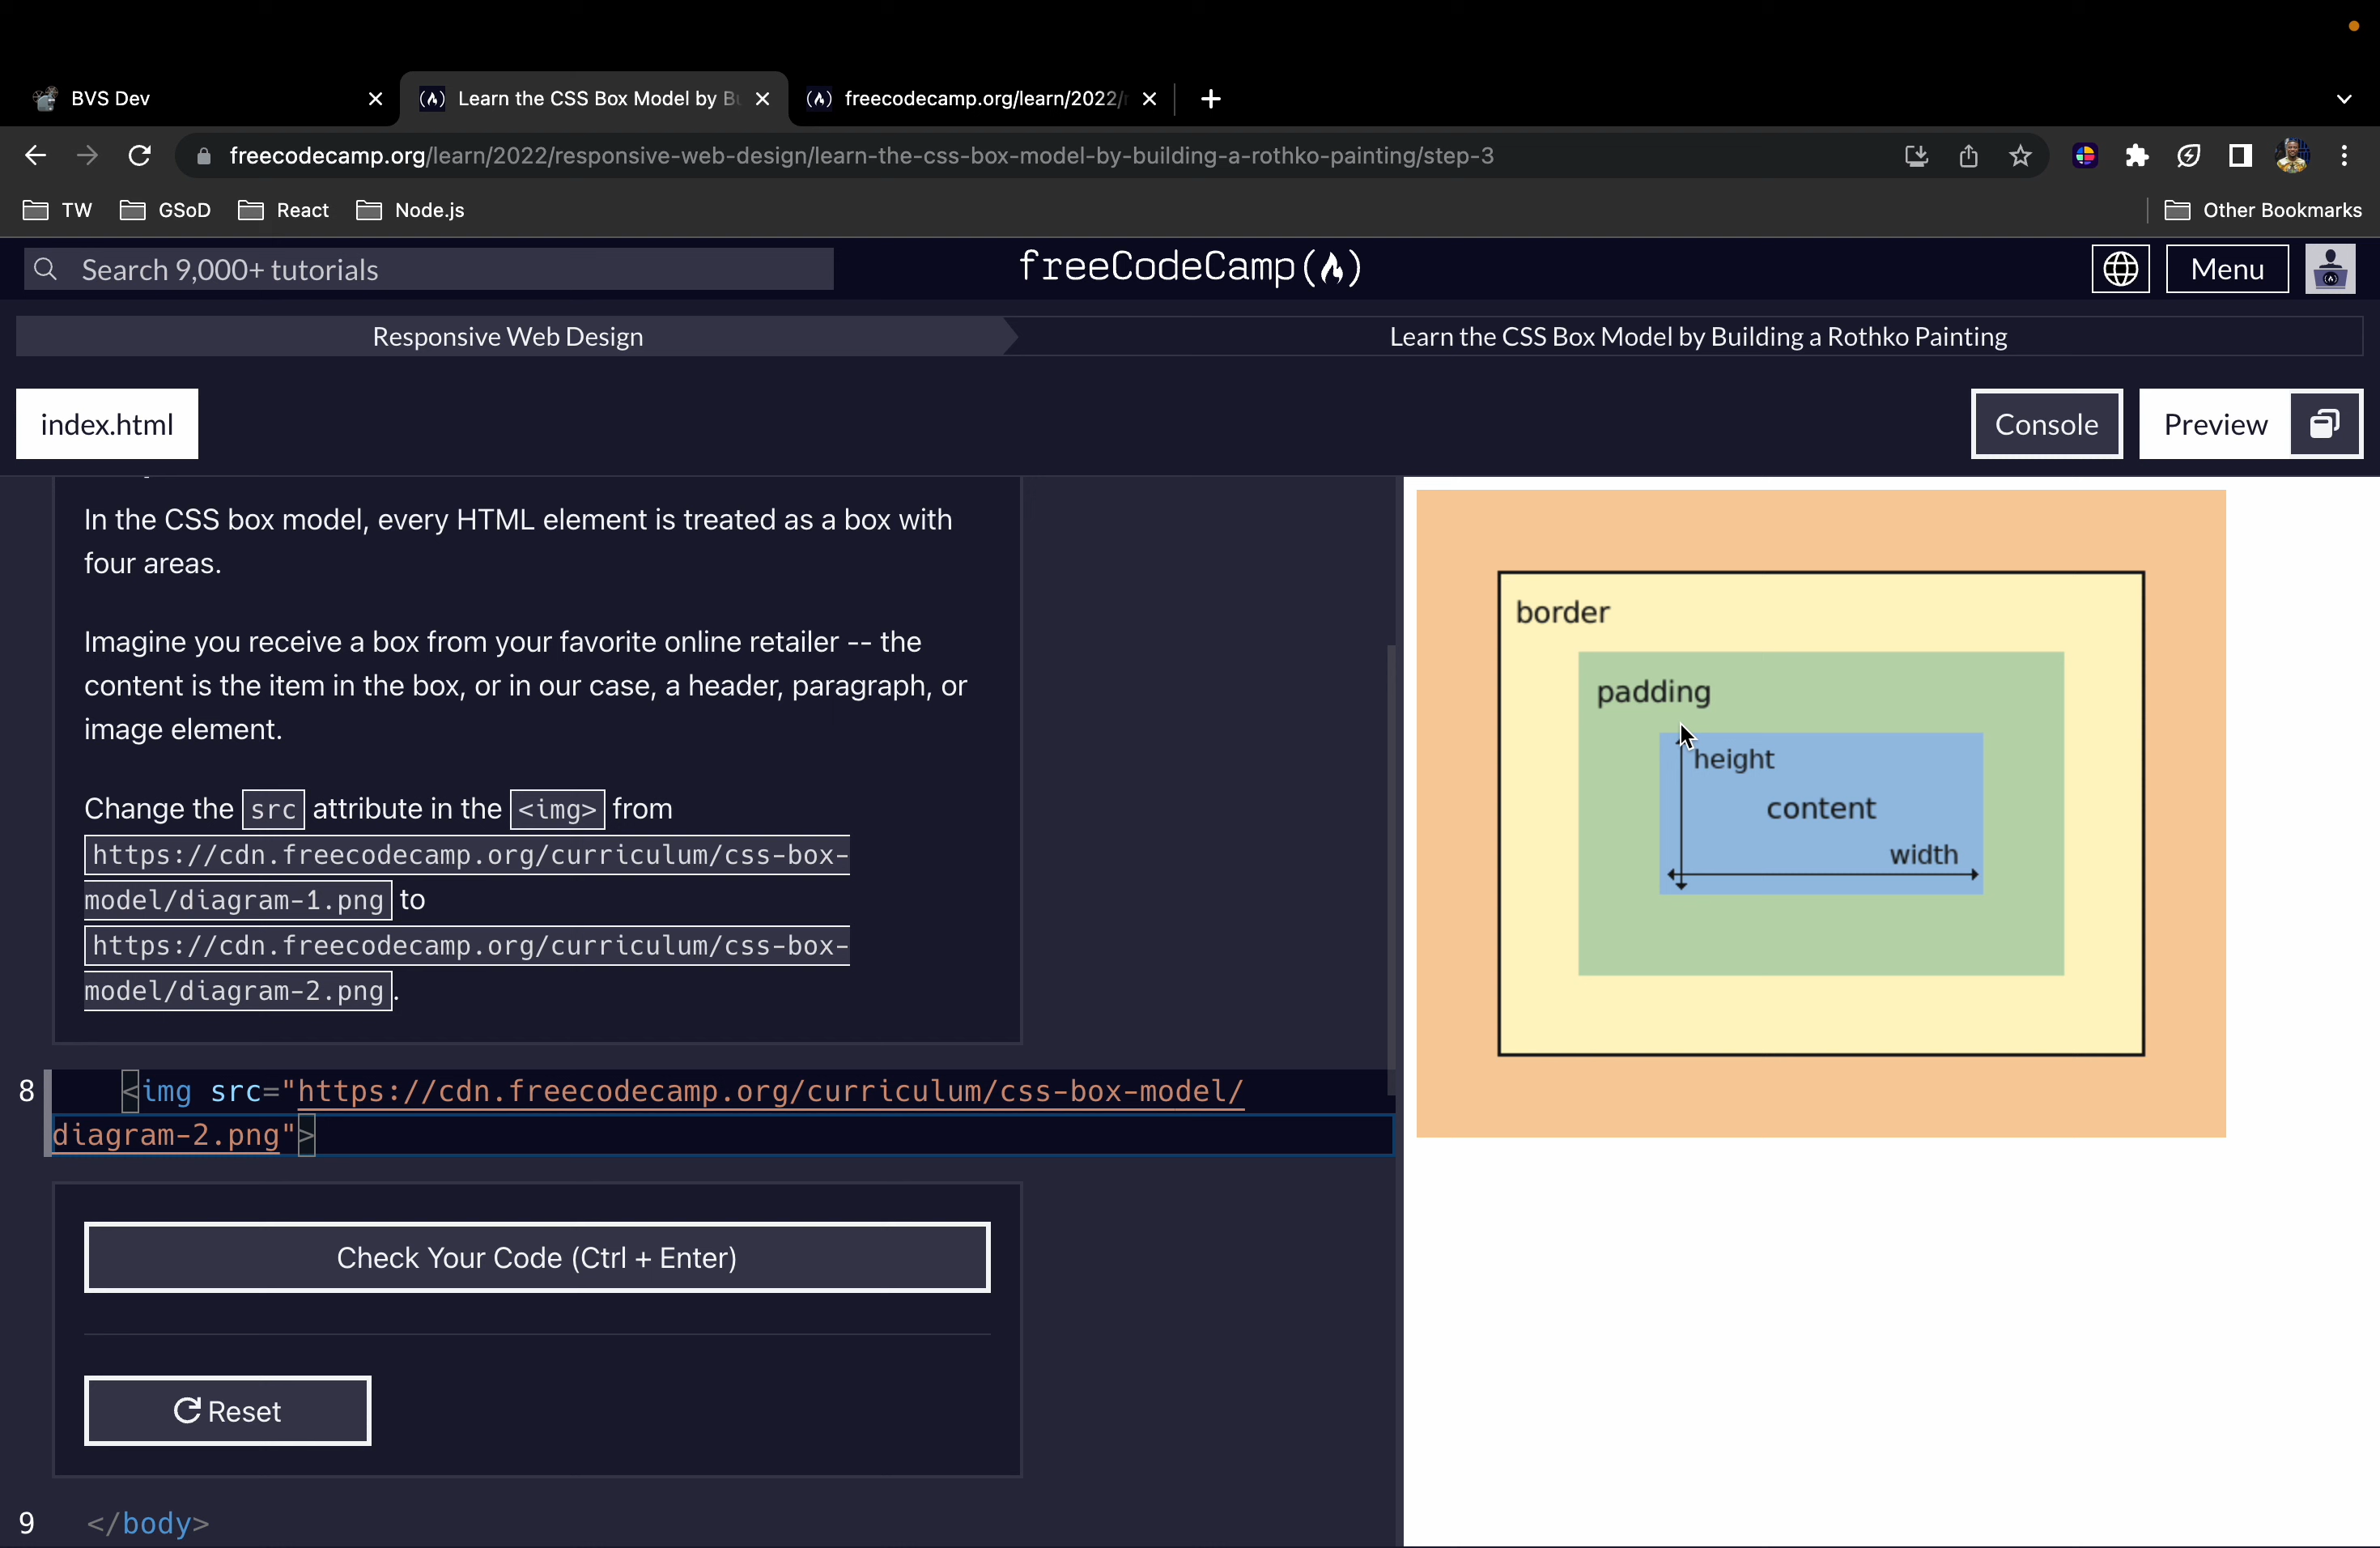 BVS Dev
Learn the CSS Box Model by Bu
freecodecamp.org/learn/2022/
freecodecamp.org/learn/2022/responsive-web-design/learn-the-css-box-model-by-building-a-rothko-painting/step-3
TW
GSoD
React
Node.js
Other Bookmarks
Search 9,000+ tutorials
freeCodeCamp
Menu
Responsive Web Design
Learn the CSS Box Model by Building a Rothko Painting
index.html
Console
Preview
In the CSS box model, every HTML element is treated as a box with
four areas.
Imagine you receive a box from your favorite online retailer -- the
content is the item in the box, or in our case, a header, paragraph, or
image element.
Change the src attribute in the <img> from
https://cdn.freecodecamp.org/curriculum/css-box-
model/diagram-1.png to
https://cdn.freecodecamp.org/curriculum/css-box-
model/diagram-2.png.
8 <img src="https://cdn.freecodecamp.org/curriculum/css-box-model/
diagram-2.png">
Check Your Code (Ctrl + Enter)
Reset
9 </body>
border
padding
height
content
width